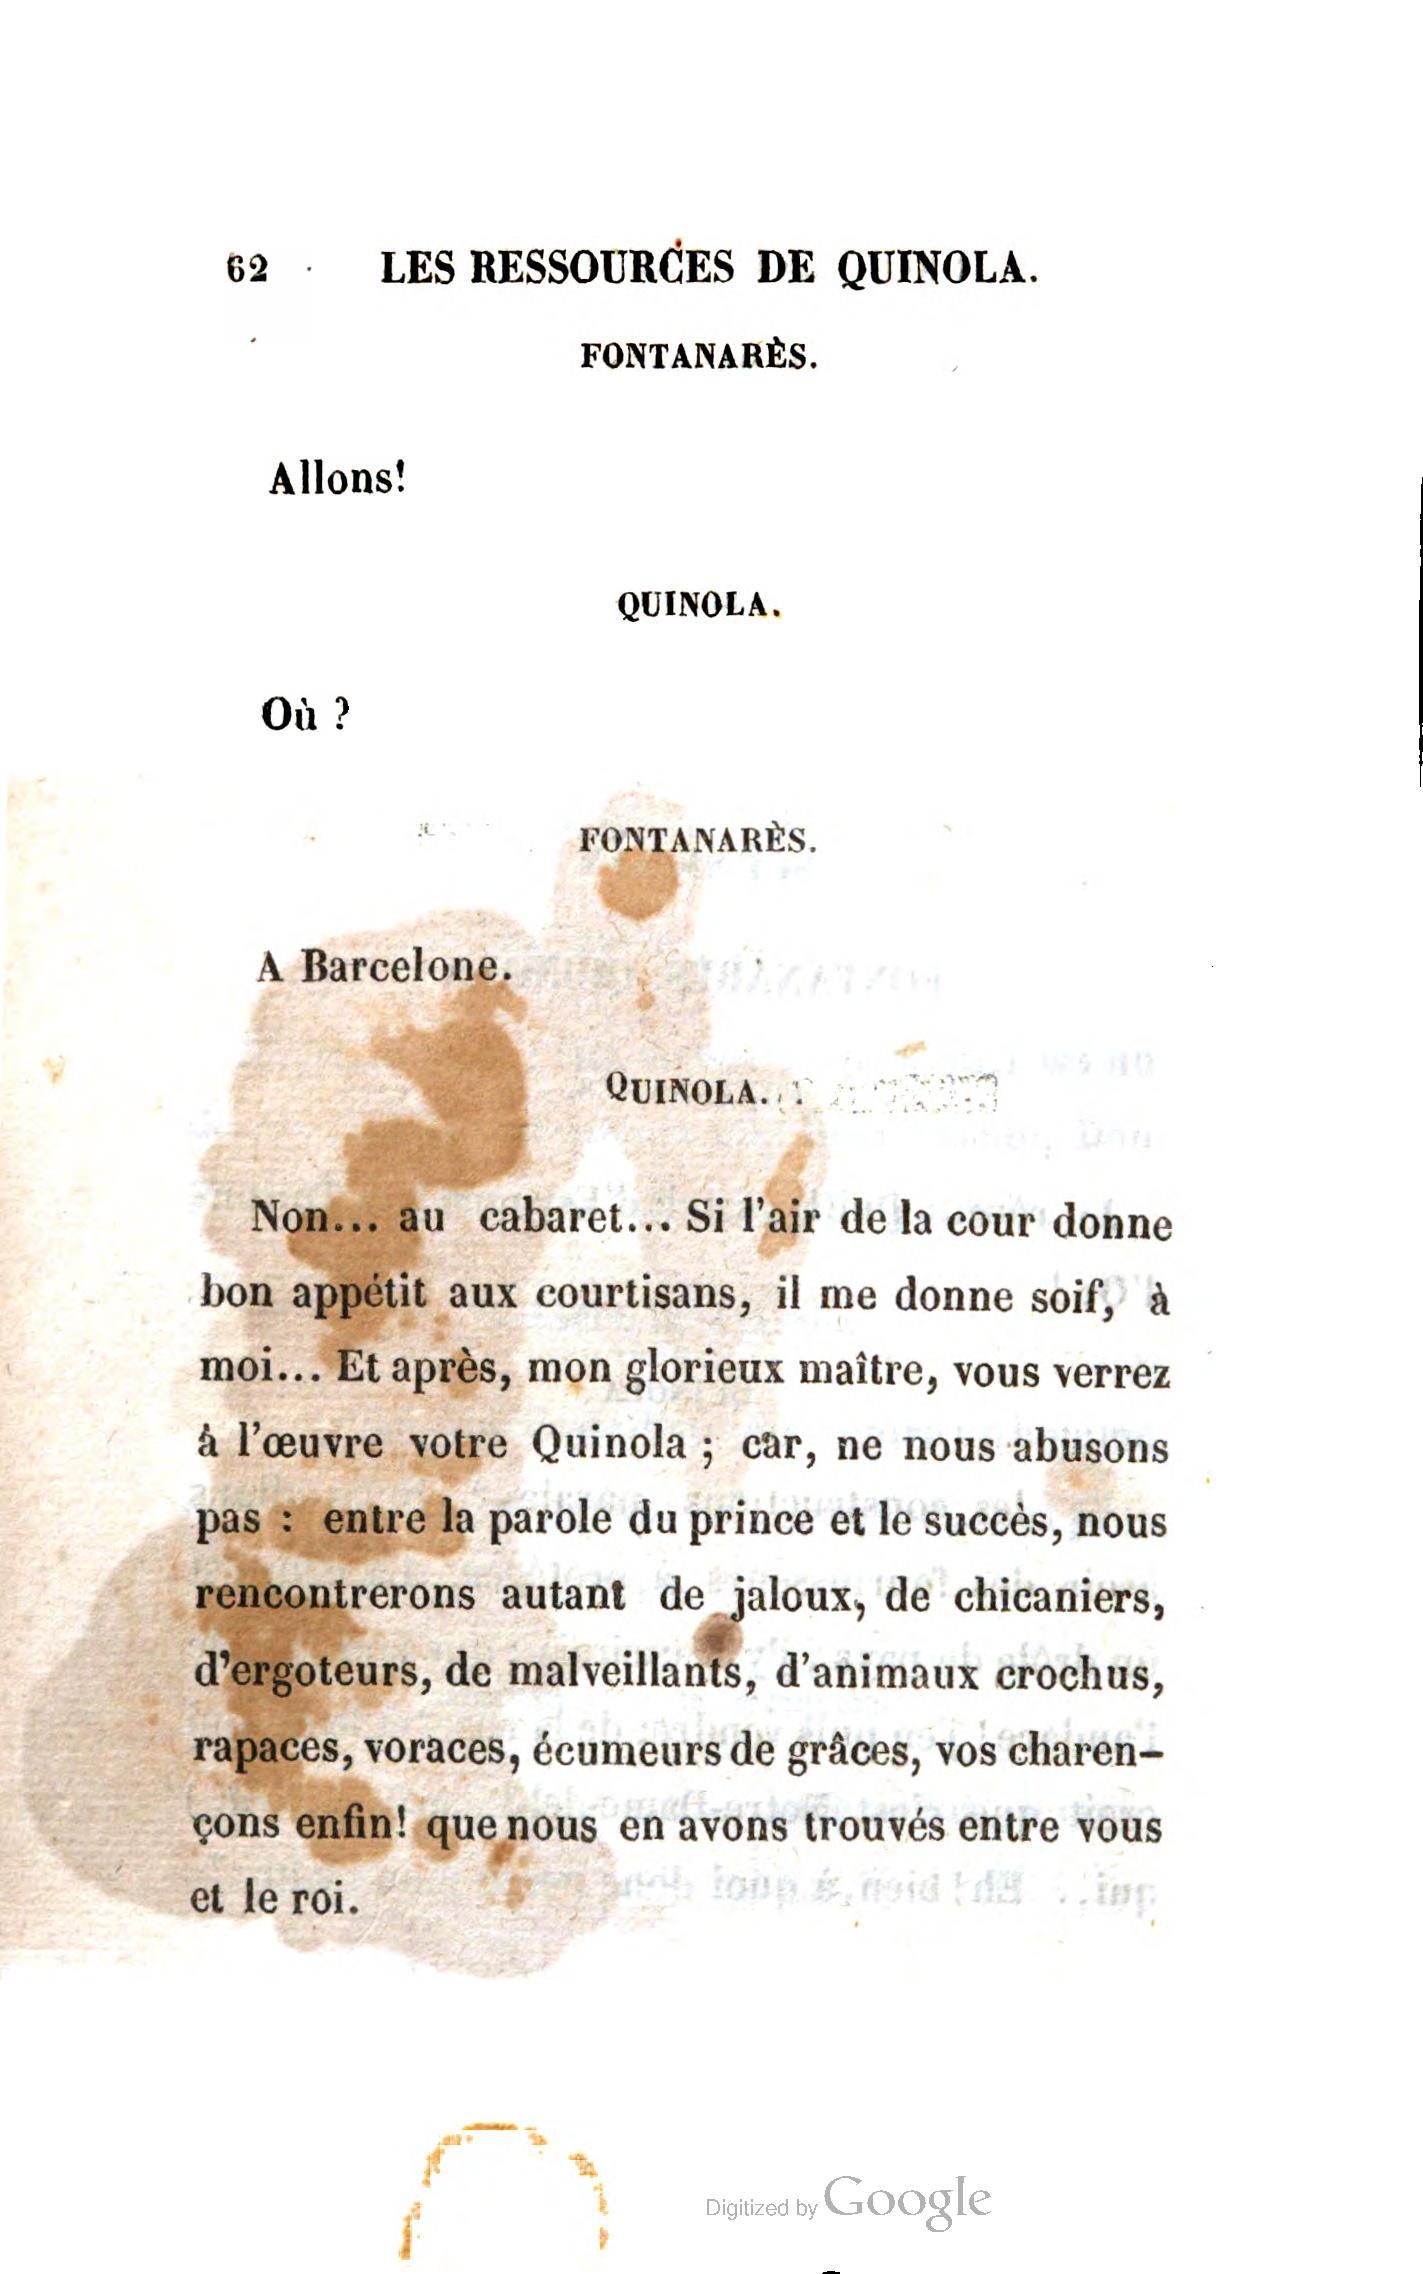 62 LES RESSOURCES DE QUINOLA.
FONTANARÈS.
Allons!
QUINOLA.
Où ?
FONTANARÈS.
A Barcelone.
QUINOLA.
Non... au cabaret... Si l'air de la cour donne
bon appétit aux courtisans, il me donne soif, à
moi... Et après, mon glorieux maître, vous verrez
à l'œuvre votre Quinola ; car, ne nous abusons
pas : entre la parole du prince et le succès, nous
rencontrerons autant de jaloux, de chicaniers,
d'ergoteurs, de malveillants, d'animaux crochus,
rapaces, voraces, écumeurs de grâces, vos charen-
çons enfin! que nous en avons trouvés entre vous
et le roi.
Digitized by Google